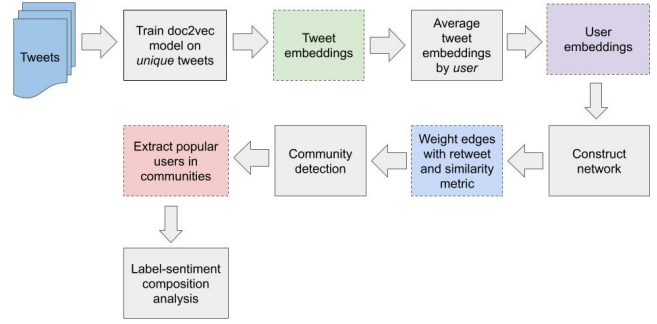 Tweets
Train doc2vec
model on
unique tweets
Tweet
embeddings
Average
tweet
embeddings
by user
User
embeddings
Construct
network
Weight edges
with retweet
and similarity
metric
Community
detection
Extract popular
users in
communities
Label-sentiment
composition
analysis